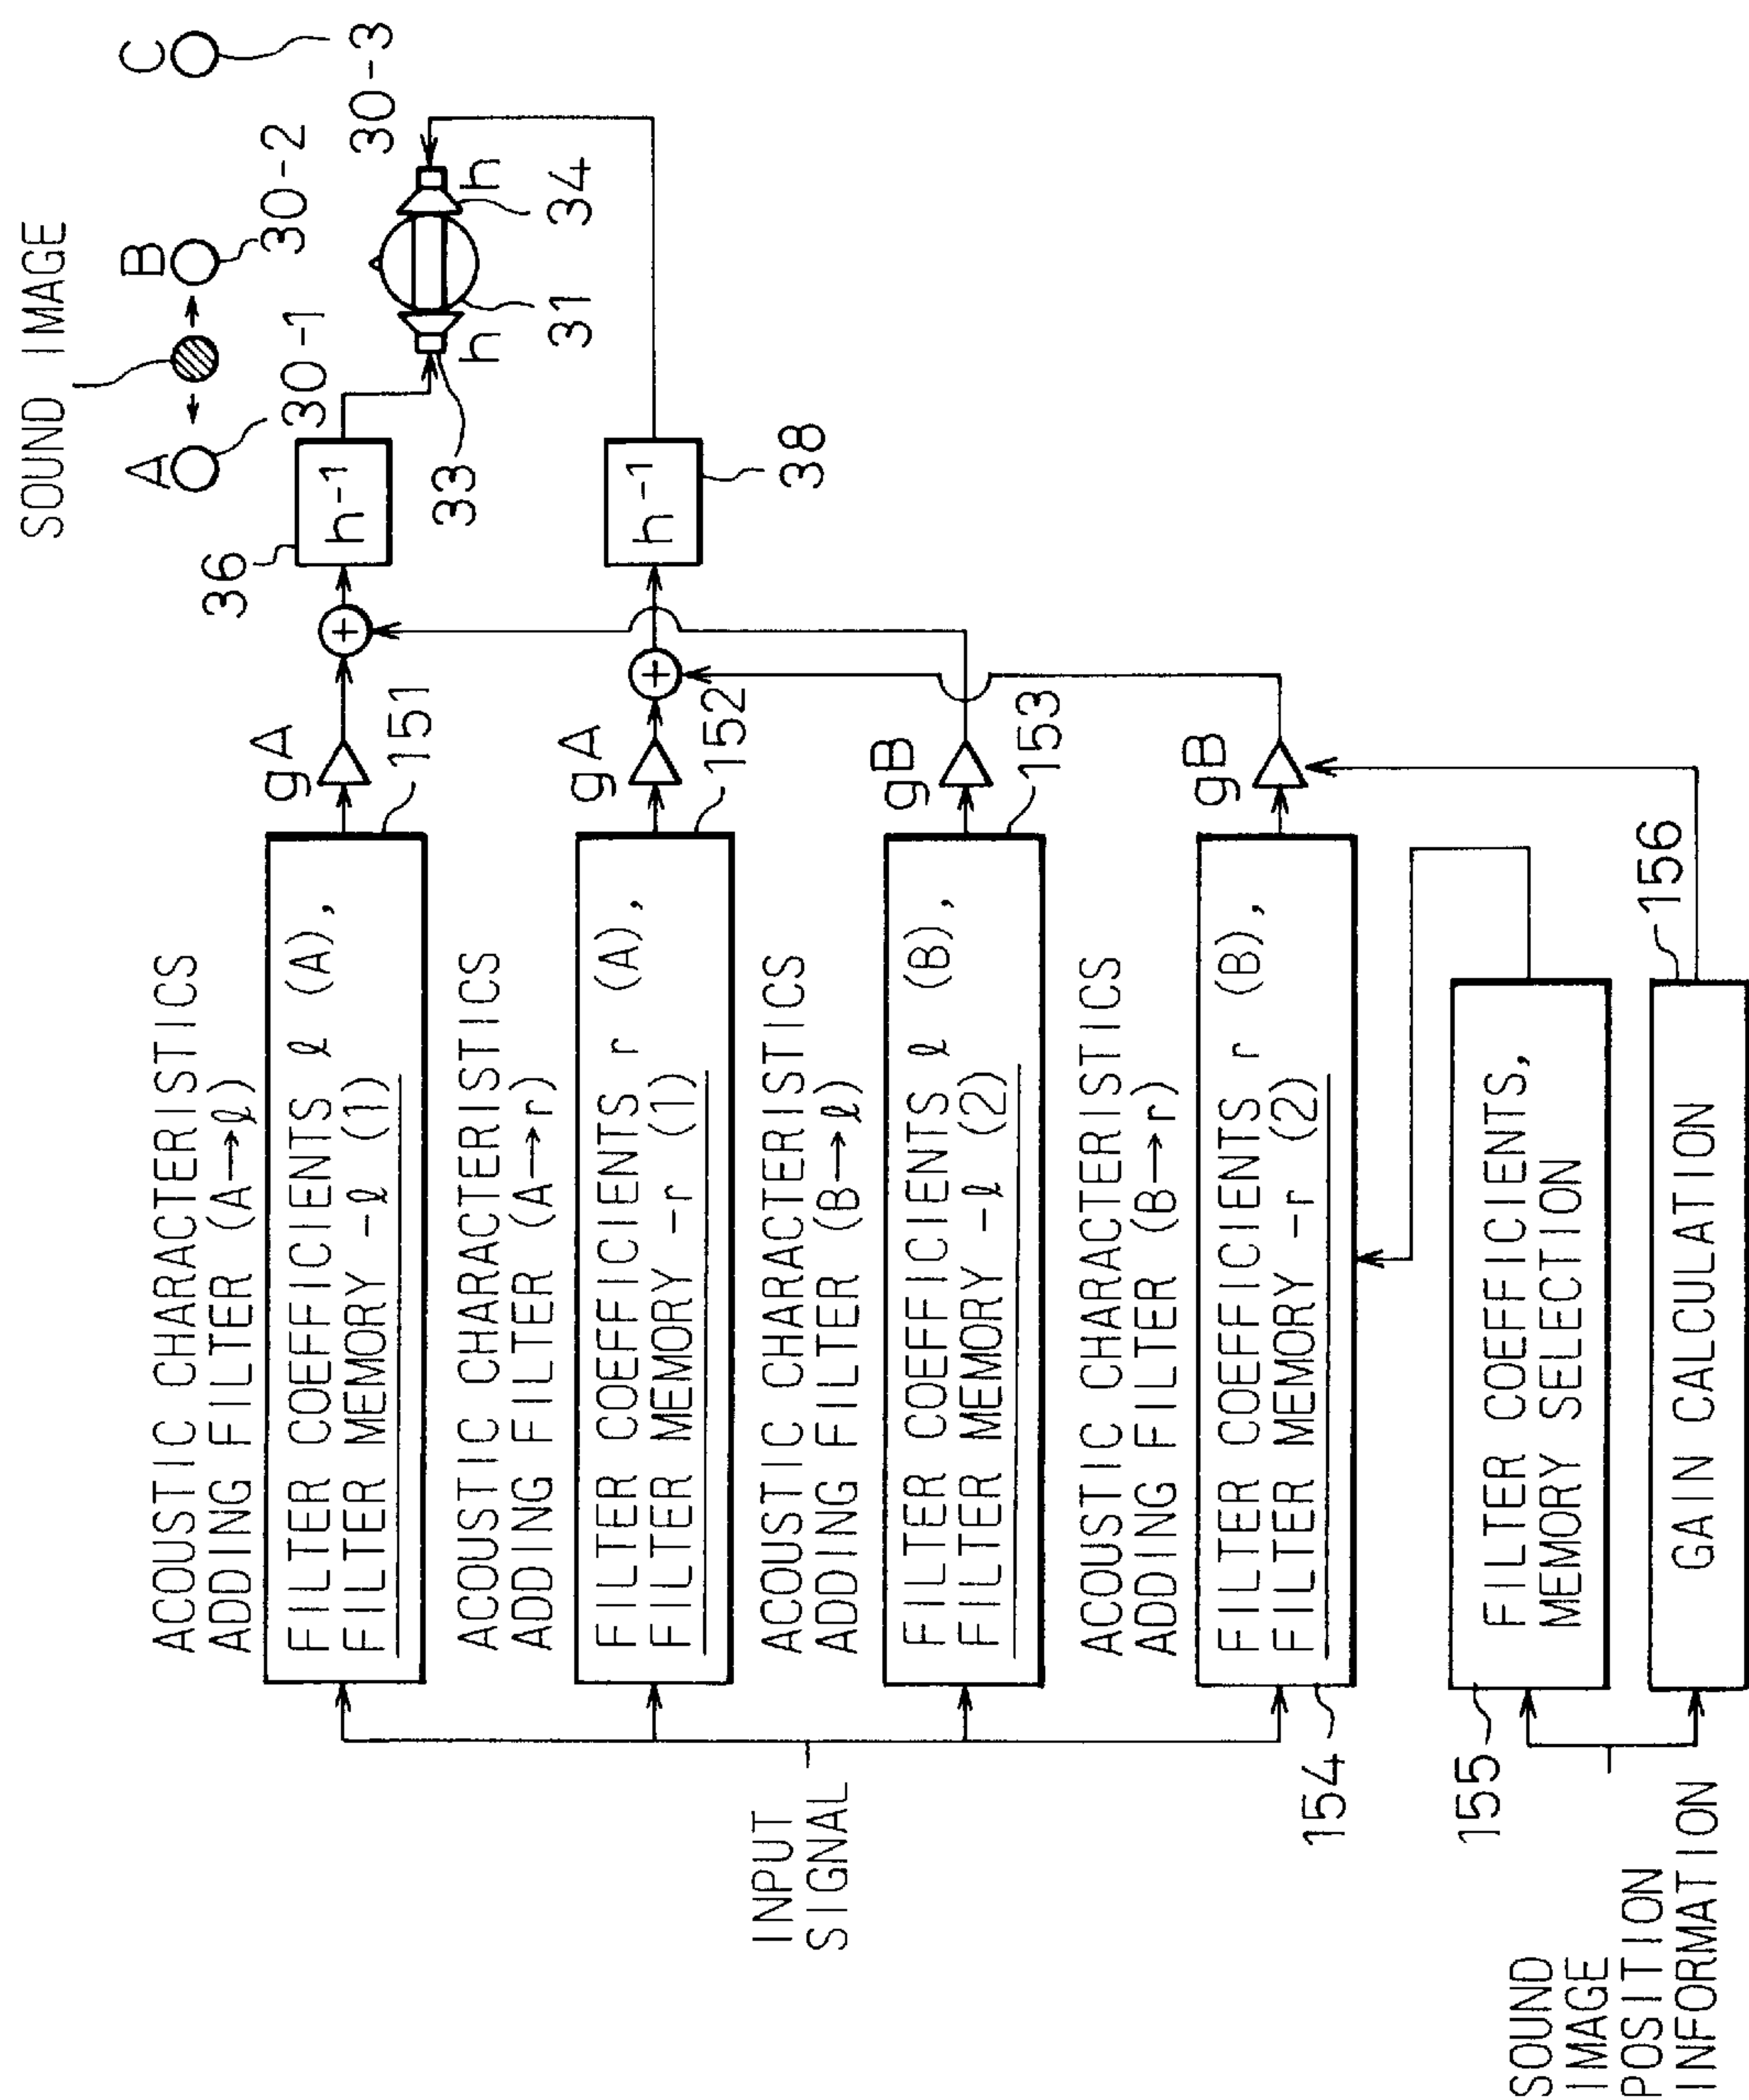 ACOUSTIC CHARACTERISTICS
ADDING FILTER (A→ℓ)
FILTER COEFFICIENTS ℓ (A),
FILTER MEMORY -ℓ (1)
151
gA
36
h⁻¹
ACOUSTIC CHARACTERISTICS
ADDING FILTER (A→r)
FILTER COEFFICIENTS r (A),
FILTER MEMORY -r (1)
152
gA
h⁻¹
38
ACOUSTIC CHARACTERISTICS
ADDING FILTER (B→ℓ)
FILTER COEFFICIENTS ℓ (B),
FILTER MEMORY -ℓ (2)
153
gB
ACOUSTIC CHARACTERISTICS
ADDING FILTER (B→r)
FILTER COEFFICIENTS r (B),
FILTER MEMORY -r (2)
154
gB
INPUT
SIGNAL
FILTER COEFFICIENTS,
MEMORY SELECTION
155
GAIN CALCULATION
156
SOUND
IMAGE
POSITION
INFORMATION
SOUND IMAGE
A
B
C
30-1
30-2
30-3
h
h
33
31
34
+
+